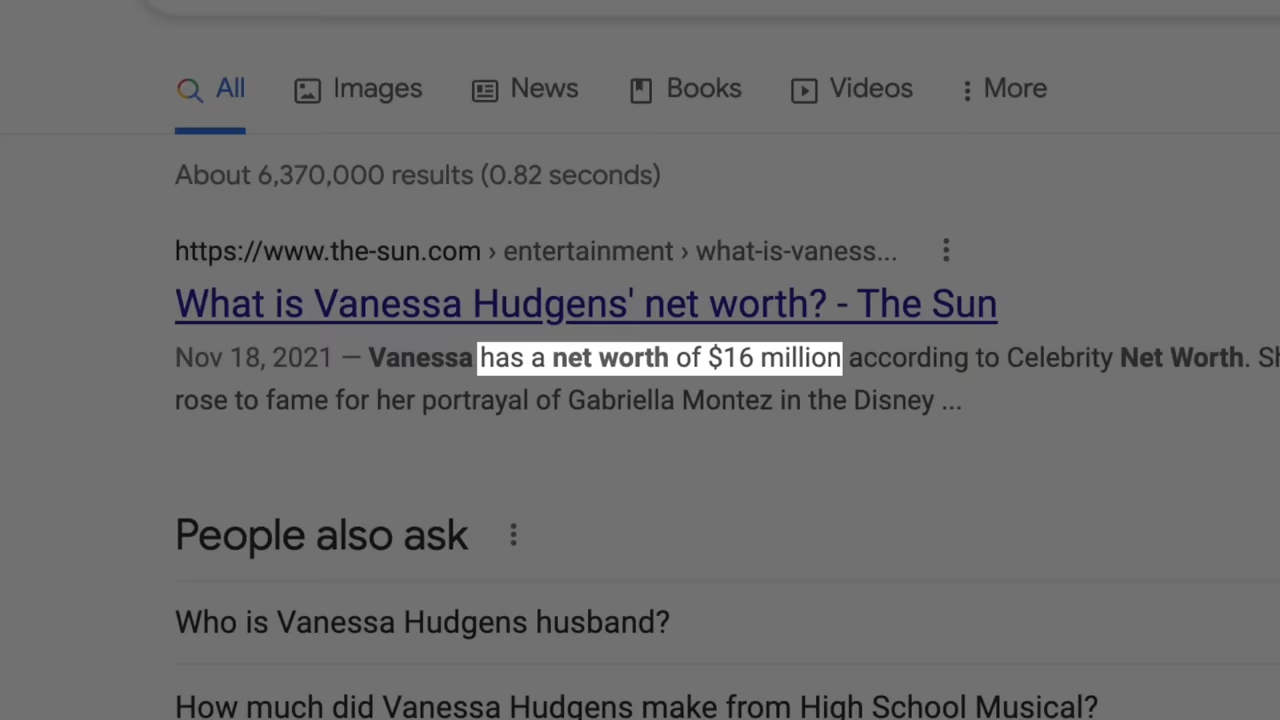 All Images News Books Videos More
About 6,370,000 results (0.82 seconds)
https://www.the-sun.com › entertainment › what-is-vaness...
What is Vanessa Hudgens' net worth? - The Sun
Nov 18, 2021 — Vanessa has a net worth of $16 million according to Celebrity Net Worth.
rose to fame for her portrayal of Gabriella Montez in the Disney ...
People also ask
Who is Vanessa Hudgens husband?
How much did Vanessa Hudgens make from High School Musical?